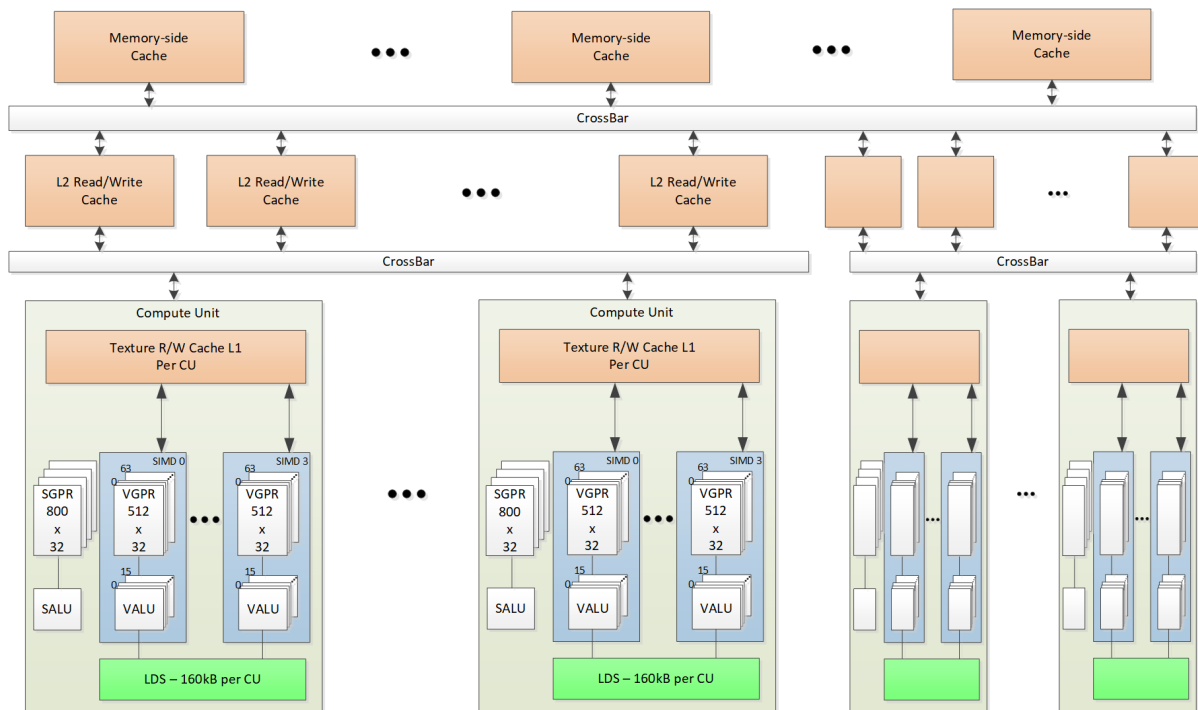 Memory-side
Cache
Memory-side
Cache
Memory-side
Cache
CrossBar
L2 Read/Write
Cache
L2 Read/Write
Cache
L2 Read/Write
Cache
CrossBar
CrossBar
Compute Unit
Texture R/W Cache L1
Per CU
SGPR
800
x
32
SALU
SIMD 0
63
0
VGPR
512
x
32
15
0
VALU
SIMD 3
63
0
VGPR
512
x
32
15
0
VALU
LDS – 160kB per CU
Compute Unit
Texture R/W Cache L1
Per CU
SGPR
800
x
32
SALU
SIMD 0
63
0
VGPR
512
x
32
15
0
VALU
SIMD 3
63
0
VGPR
512
x
32
15
0
VALU
LDS – 160kB per CU